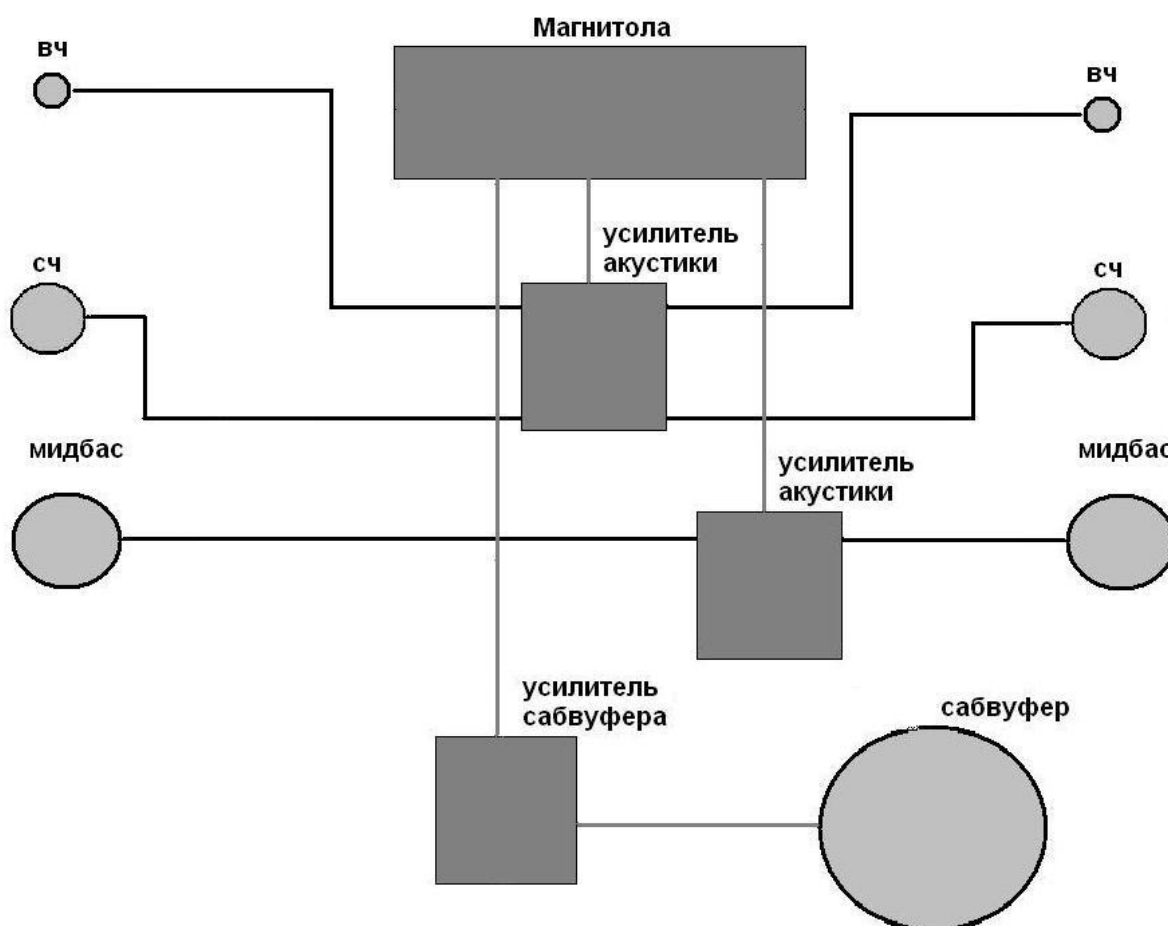 Магнитола
вч
вч
усилитель
акустики
сч
сч
мидбас
мидбас
усилитель
акустики
усилитель
сабвуфера
сабвуфер